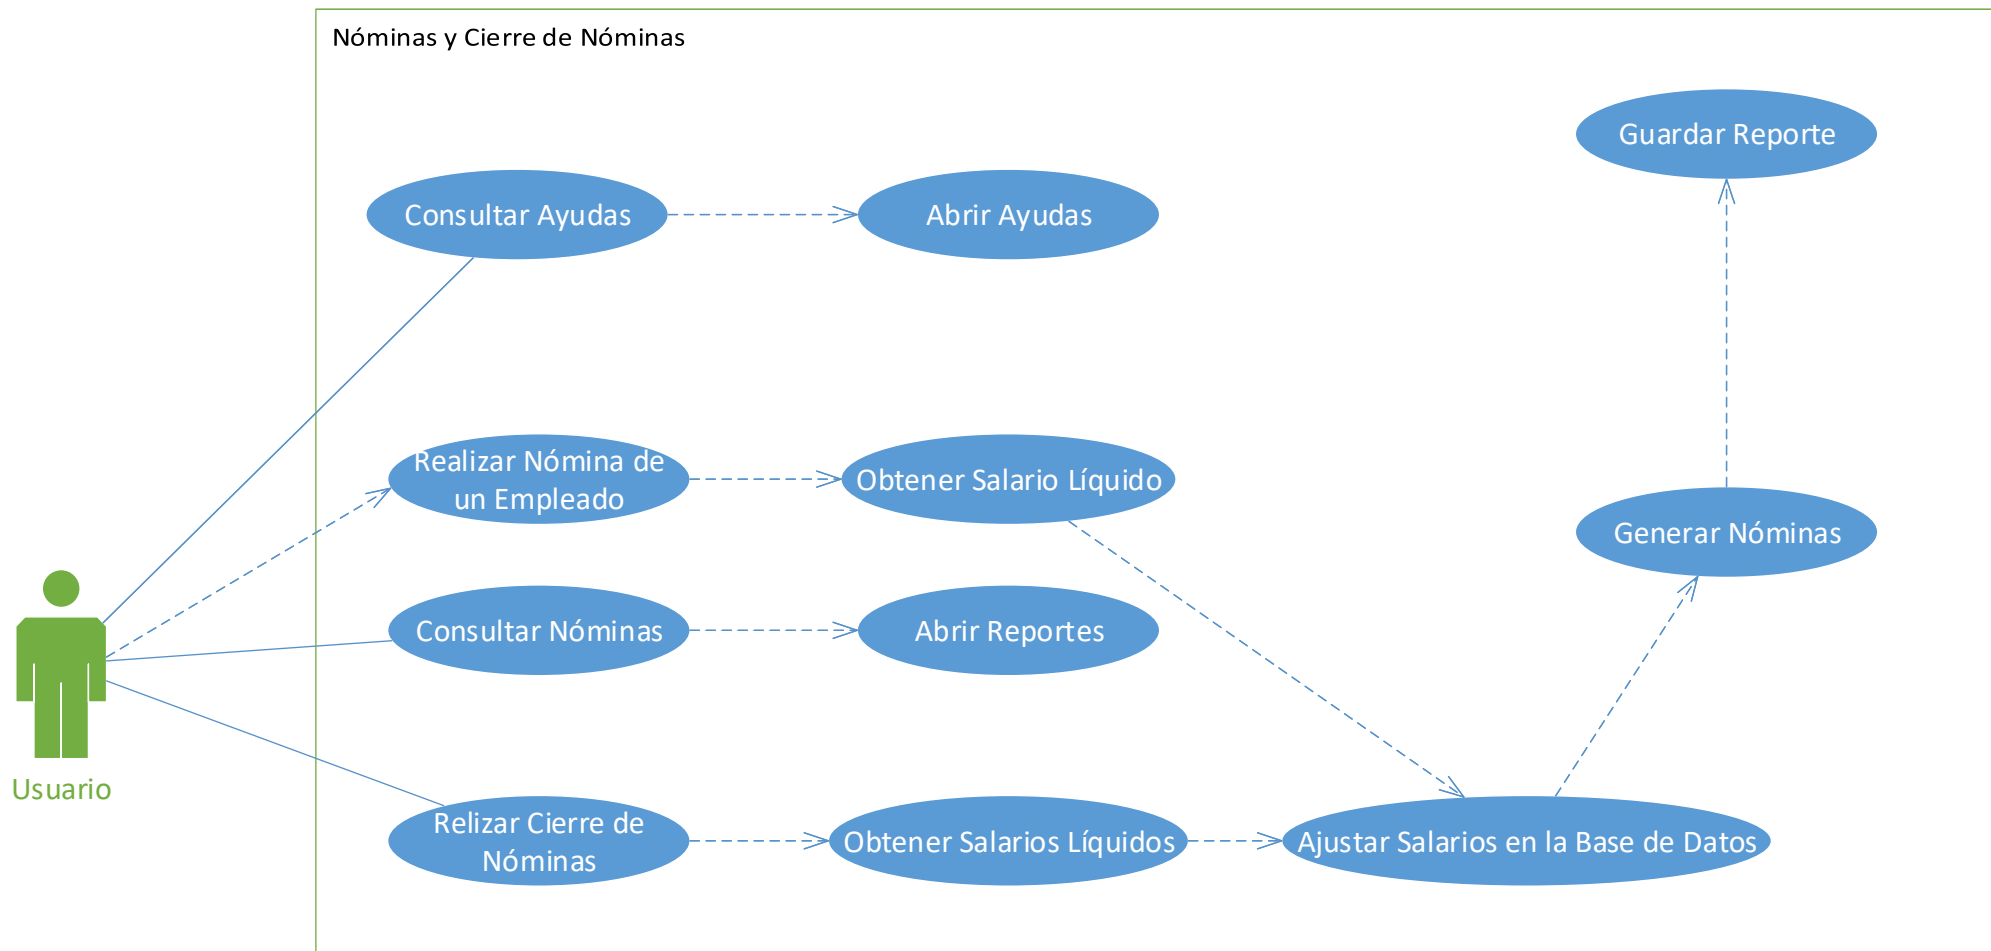 Nóminas y Cierre de Nóminas
Guardar Reporte
Consultar Ayudas
Abrir Ayudas
Realizar Nómina de
un Empleado
Obtener Salario Líquido
Generar Nóminas
Consultar Nóminas
Abrir Reportes
Usuario
Relizar Cierre de
Nóminas
Obtener Salarios Líquidos
Ajustar Salarios en la Base de Datos